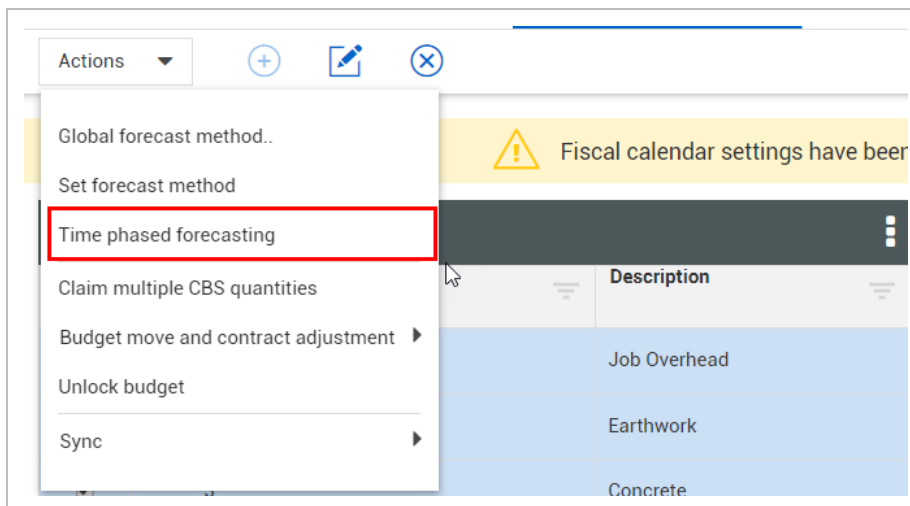 Actions
Fiscal calendar settings have been
Global forecast method..
Set forecast method
Time phased forecasting
Claim multiple CBS quantities
Budget move and contract adjustment
Unlock budget
Sync
Description
Job Overhead
Earthwork
Concrete